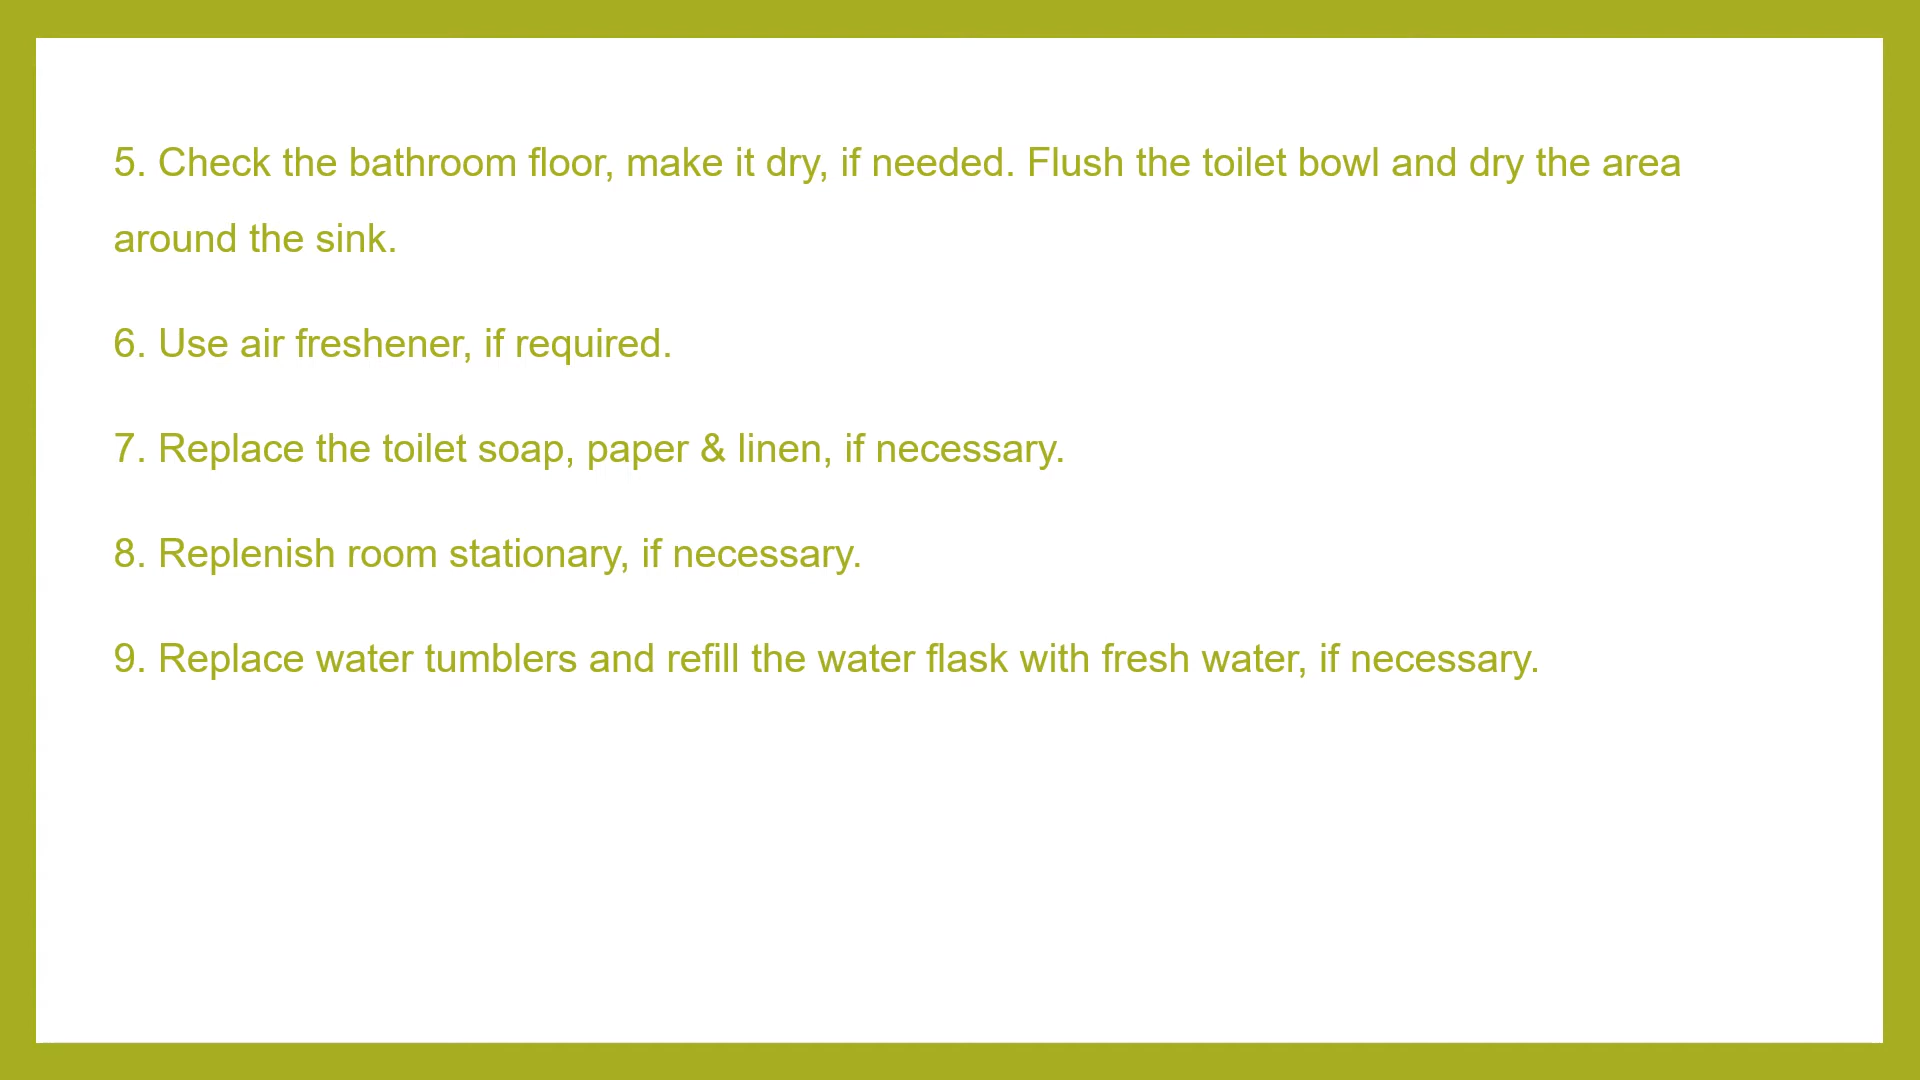 5. Check the bathroom floor, make it dry, if needed. Flush the toilet bowl and dry the area
around the sink.
6. Use air freshener, if required.
7. Replace the toilet soap, paper & linen, if necessary.
8. Replenish room stationary, if necessary.
9. Replace water tumblers and refill the water flask with fresh water, if necessary.